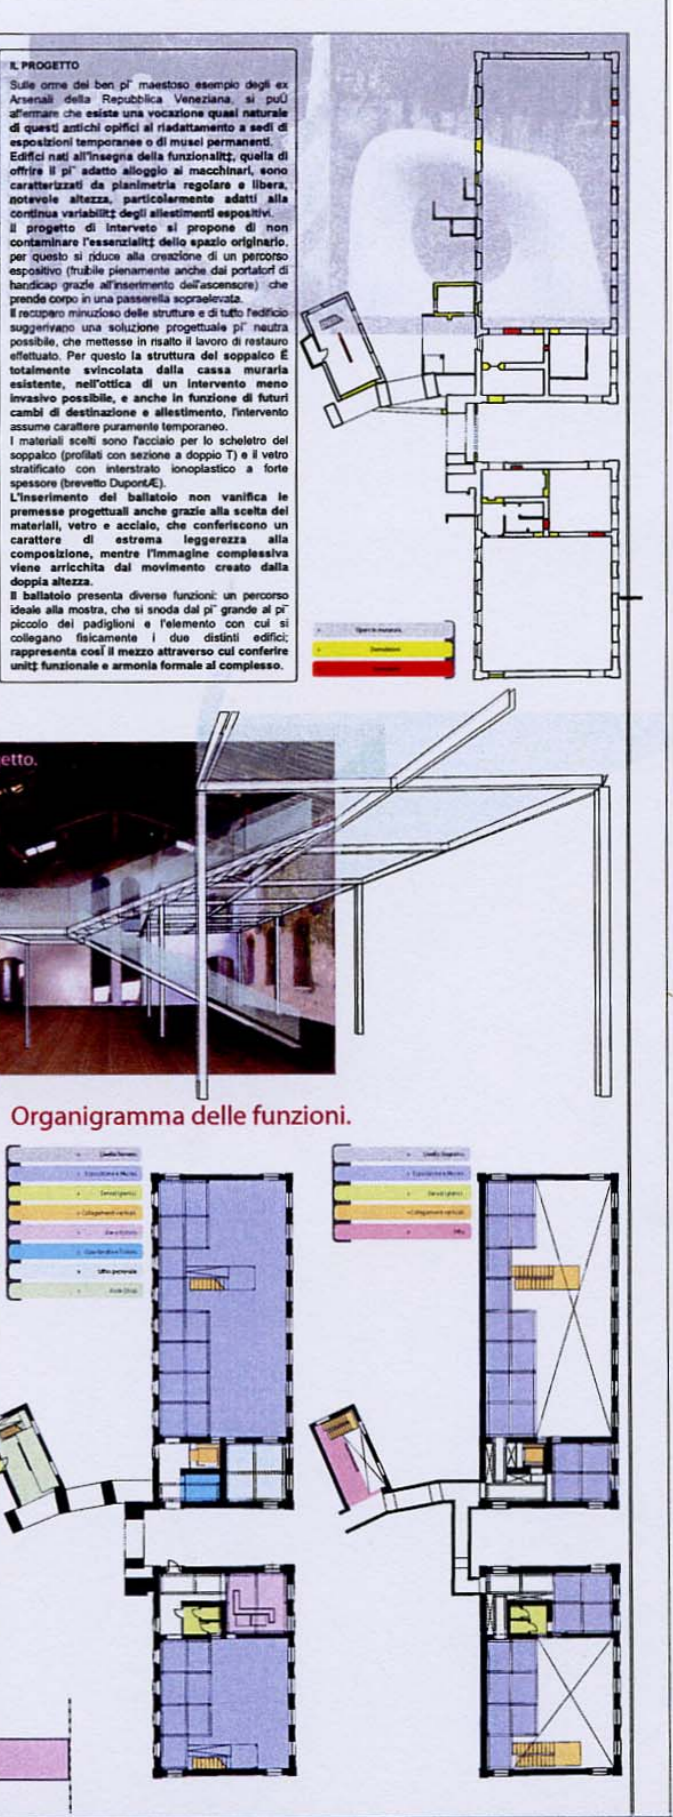 IL PROGETTO
Sulle orme del ben pi˘ maestoso esempio degli ex
Arsenali della Repubblica Veneziana, si puÚ
affermare che esiste una vocazione quasi naturale
di questi antichi opifici al riadattamento a sedi di
esposizioni temporanee o di musei permanenti.
Edifici nati all'insegna della funzionalit‡, quella di
offrire il pi˘ adatto alloggio ai macchinari, sono
caratterizzati da planimetria regolare e libera,
notevole altezza, particolarmente adatti alla
continua variabilit‡ degli allestimenti espositivi.
Il progetto di interveto si propone di non
contaminare l'essenzialit‡ dello spazio originario,
per questo si riduce alla creazione di un percorso
espositivo (fruibile pienamente anche dai portatori di
handicap grazie all'inserimento dell'ascensore) che
prende corpo in una passerella sopraelevata.
Il recupero minuzioso delle strutture e di tutto l'edificio
suggerivano una soluzione progettuale pi˘ neutra
possibile, che mettesse in risalto il lavoro di restauro
effettuato. Per questo la struttura del soppalco È
totalmente svincolata dalla cassa muraria
esistente, nell'ottica di un intervento meno
invasivo possibile, e anche in funzione di futuri
cambi di destinazione e allestimento, l'intervento
assume carattere puramente temporaneo.
I materiali scelti sono l'acciaio per lo scheletro del
soppalco (profilati con sezione a doppio T) e il vetro
stratificato con interstrato ionoplastico a forte
spessore (brevetto DupontÆ).
L'inserimento del ballatoio non vanifica le
premesse progettuali anche grazie alla scelta dei
materiali, vetro e acciaio, che conferiscono un
carattere di estrema leggerezza alla
composizione, mentre l'immagine complessiva
viene arricchita dal movimento creato dalla
doppia altezza.
Il ballatoio presenta diverse funzioni: un percorso
ideale alla mostra, che si snoda dal pi˘ grande al pi˘
piccolo dei padiglioni e l'elemento con cui si
collegano fisicamente i due distinti edifici;
rappresenta cosÏ il mezzo attraverso cui conferire
unit‡ funzionale e armonia formale al complesso.
Demolizioni
etto.
Organigramma delle funzioni.
Collegamenti verticali
Uffici personale
Collegamenti verticali